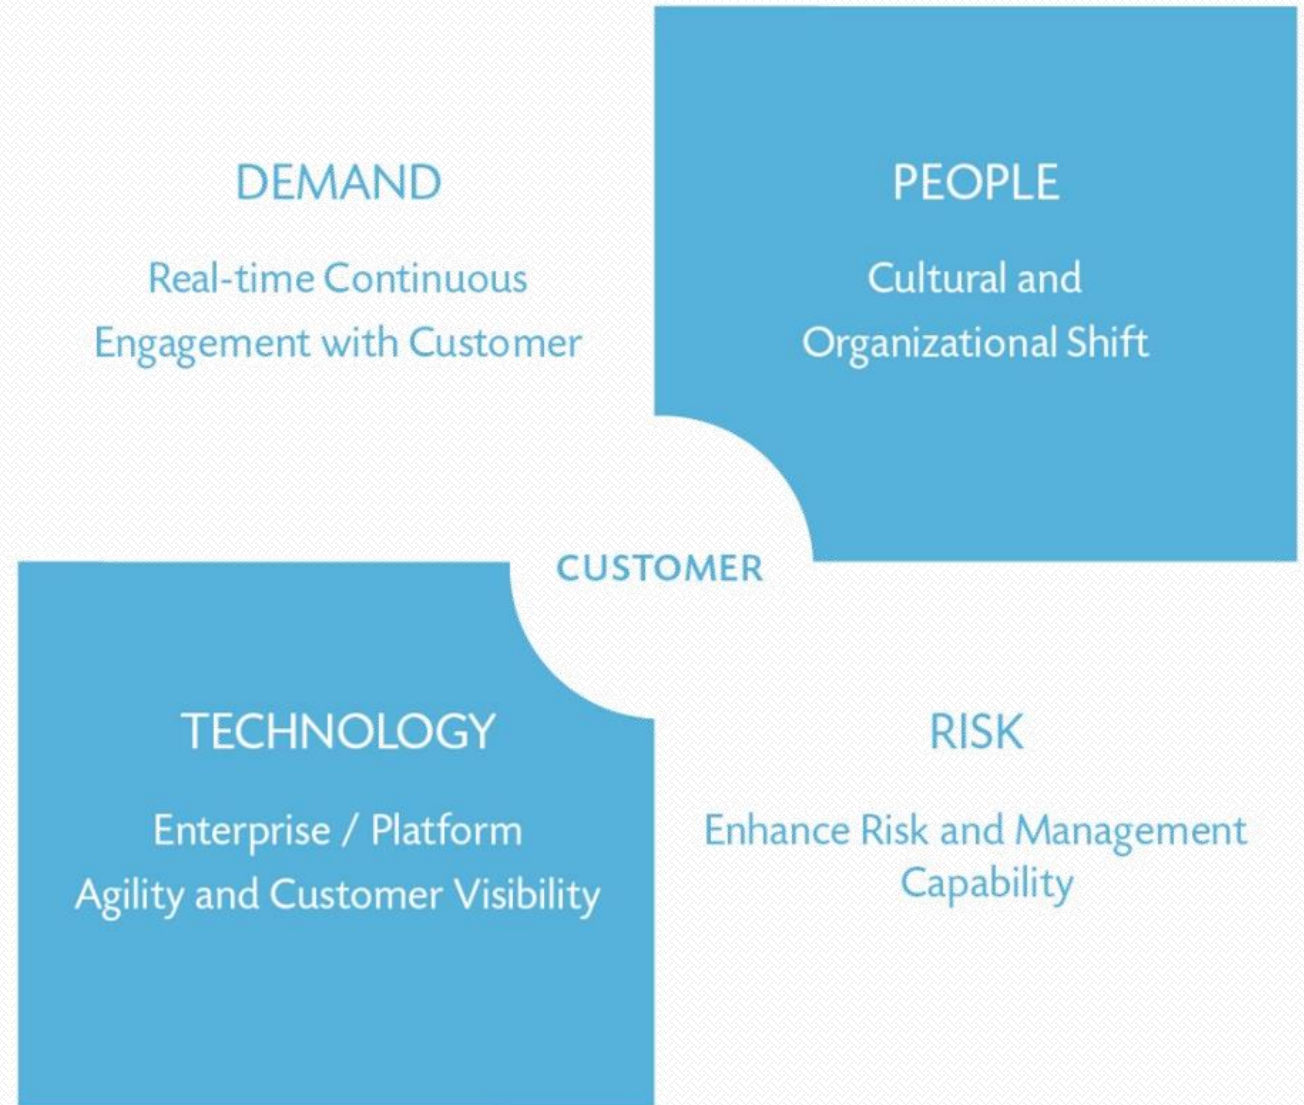 DEMAND
Real-time Continuous
Engagement with Customer
PEOPLE
Cultural and
Organizational Shift
CUSTOMER
TECHNOLOGY
Enterprise / Platform
Agility and Customer Visibility
RISK
Enhance Risk and Management
Capability